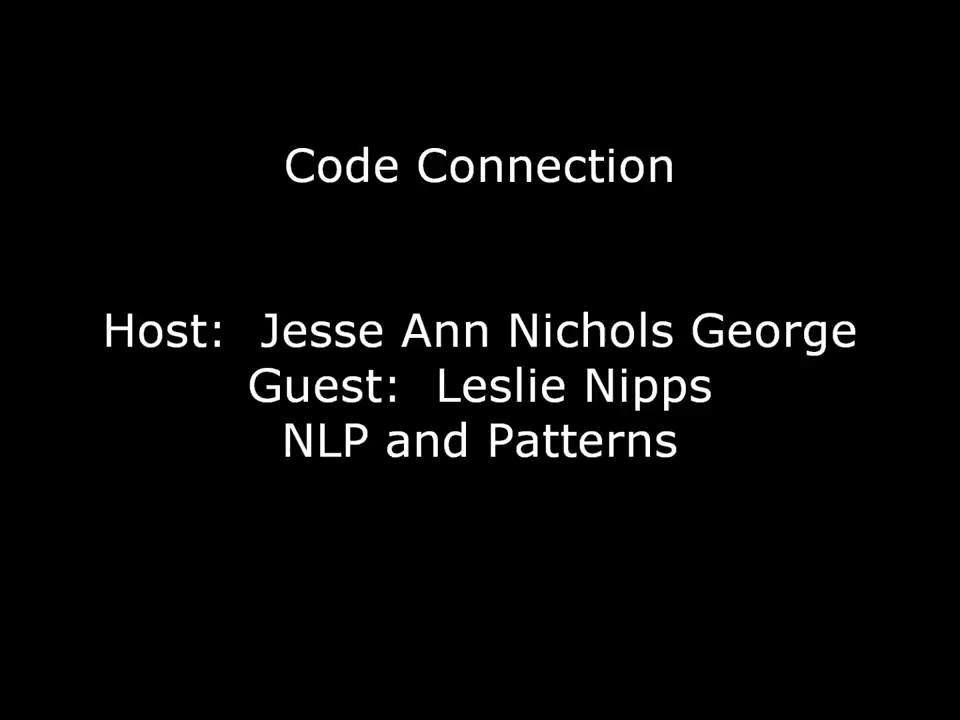 Code Connection
Host:  Jesse Ann Nichols George
Guest:  Leslie Nipps
NLP and Patterns